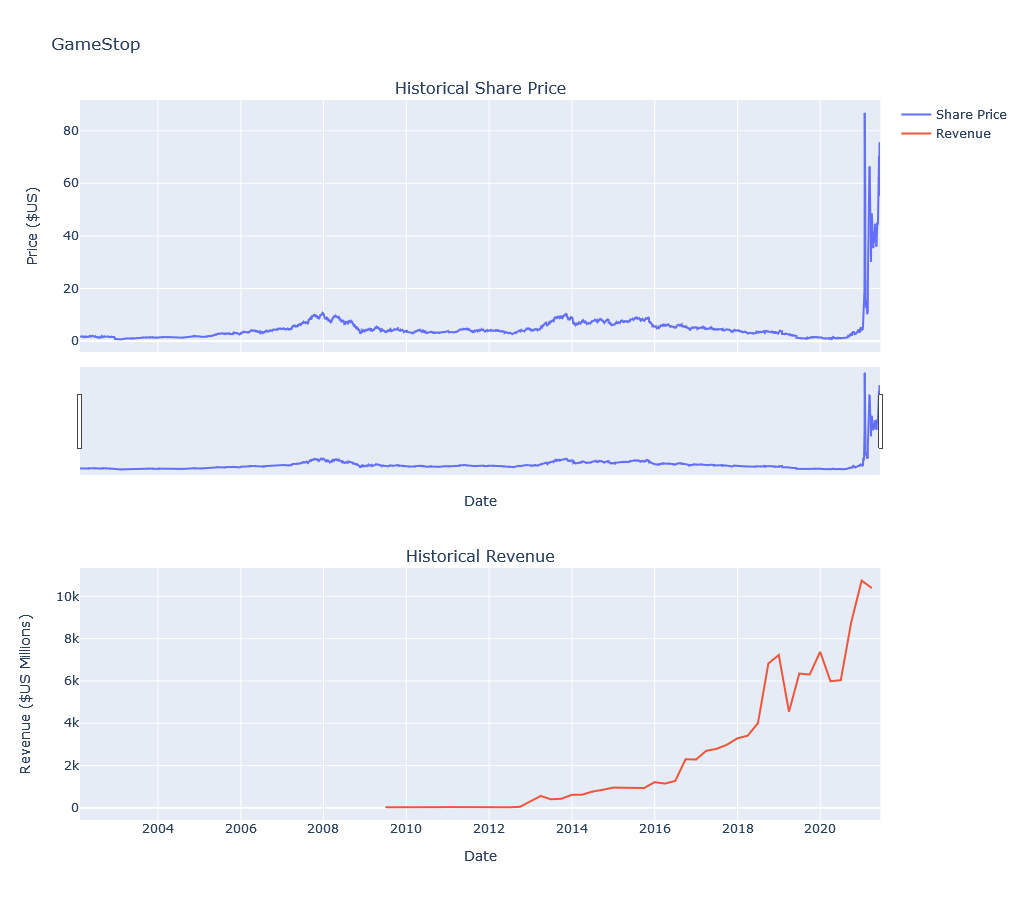 GameStop
Historical Share Price
Share Price
Revenue
Price ($US)
80
60
40
20
0
Date
Historical Revenue
Revenue ($US Millions)
10k
8k
6k
4k
2k
0
2004 2006 2008 2010 2012 2014 2016 2018 2020
Date